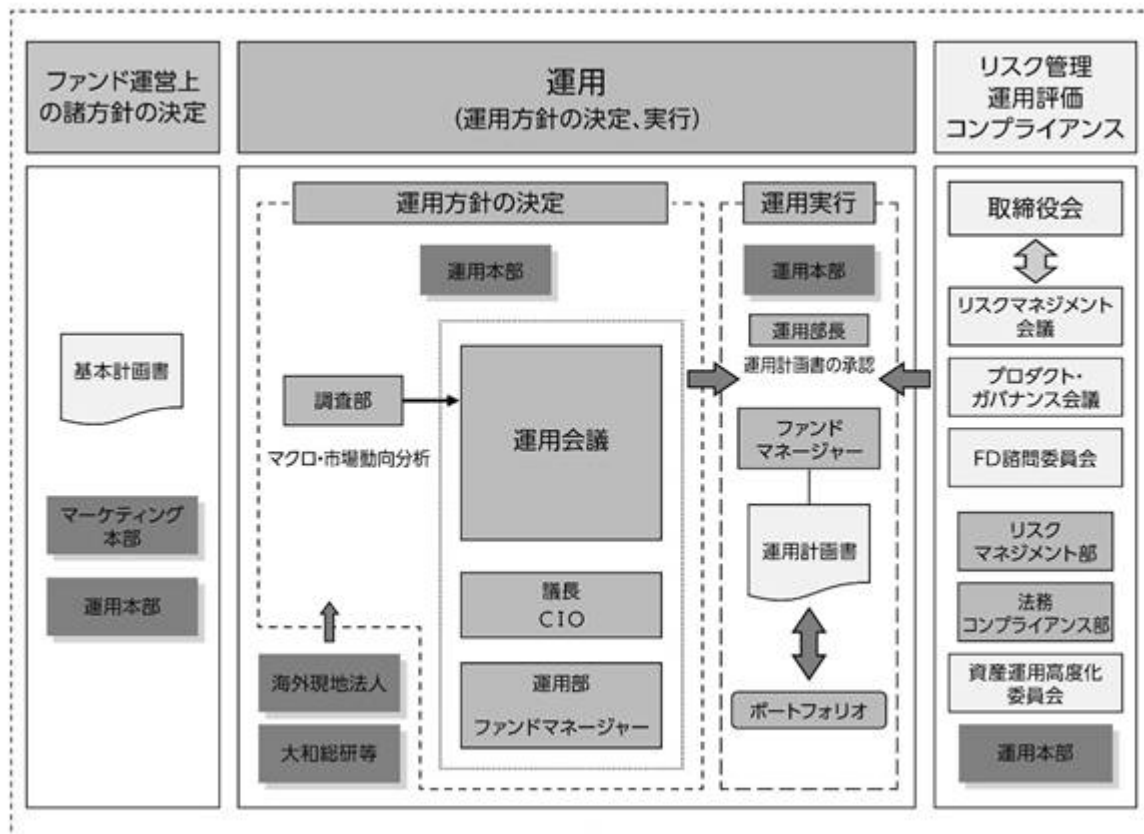 ファンド運営上
の諸方針の決定
運用
(運用方針の決定、実行)
リスク管理
運用評価
コンプライアンス
基本計画書
マーケティング
本部
運用本部
運用方針の決定
運用本部
調査部
マクロ・市場動向分析
運用会議
議長
CIO
運用部
ファンドマネージャー
海外現地法人
大和総研等
運用実行
運用本部
運用部長
運用計画書の承認
ファンド
マネージャー
運用計画書
ポートフォリオ
取締役会
リスクマネジメント
会議
プロダクト・
ガバナンス会議
FD諮問委員会
リスク
マネジメント部
法務
コンプライアンス部
資産運用高度化
委員会
運用本部